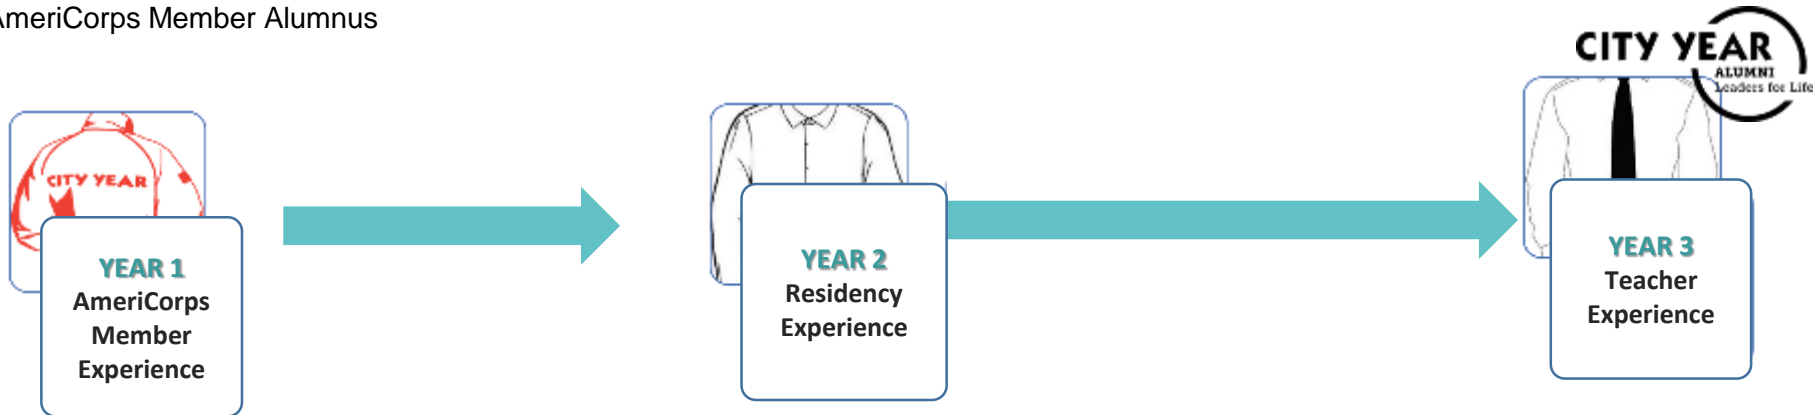 AmeriCorps Member Alumnus
CITY YEAR
ALUMNI
Leaders for Life
CITY YEAR
YEAR 1
AmeriCorps
Member
Experience
YEAR 2
Residency
Experience
YEAR 3
Teacher
Experience